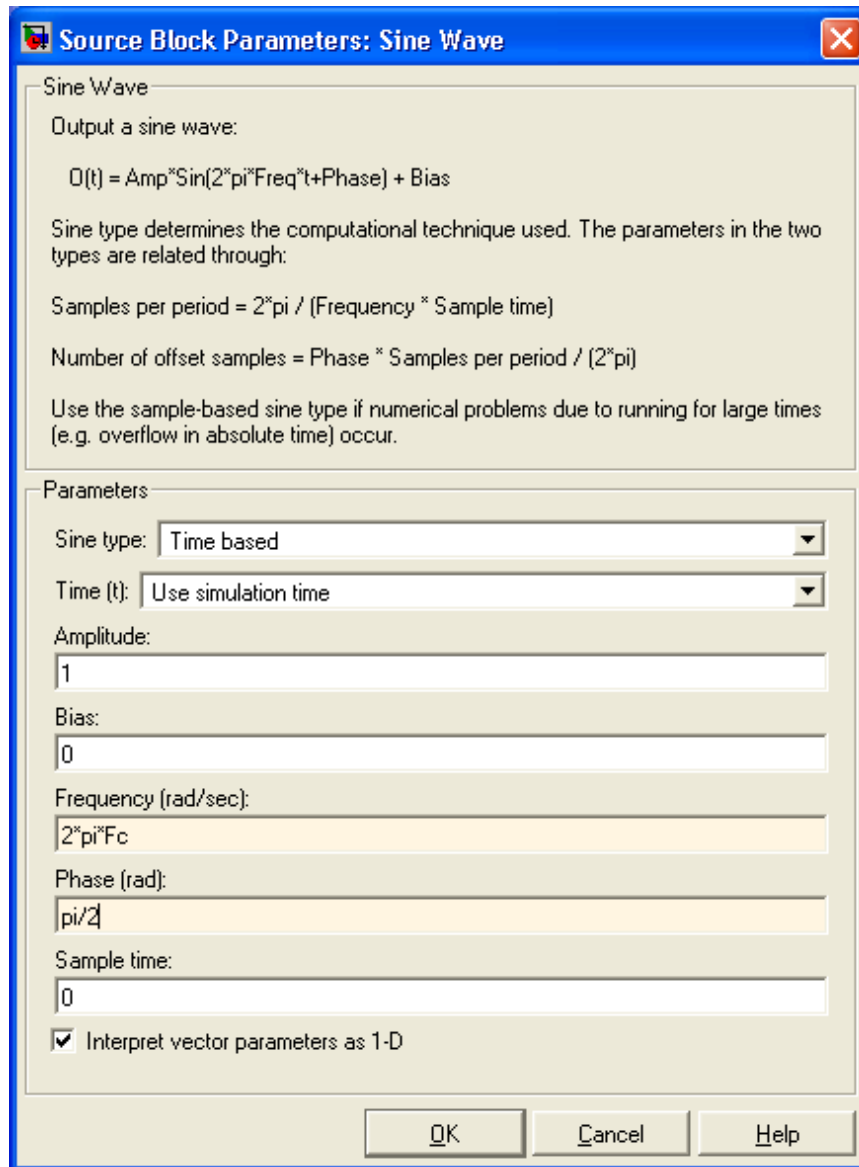 Source Block Parameters: Sine Wave
Sine Wave
Output a sine wave:
O(t) = Amp*Sin(2*pi*Freq*t+Phase) + Bias
Sine type determines the computational technique used. The parameters in the two
types are related through:
Samples per period = 2*pi / (Frequency * Sample time)
Number of offset samples = Phase * Samples per period / (2*pi)
Use the sample-based sine type if numerical problems due to running for large times
(e.g. overflow in absolute time) occur.
Parameters
Sine type: Time based
Time (t): Use simulation time
Amplitude:
1
Bias:
0
Frequency (rad/sec):
2*pi*Fc
Phase (rad):
pi/2
Sample time:
0
Interpret vector parameters as 1-D
OK Cancel Help